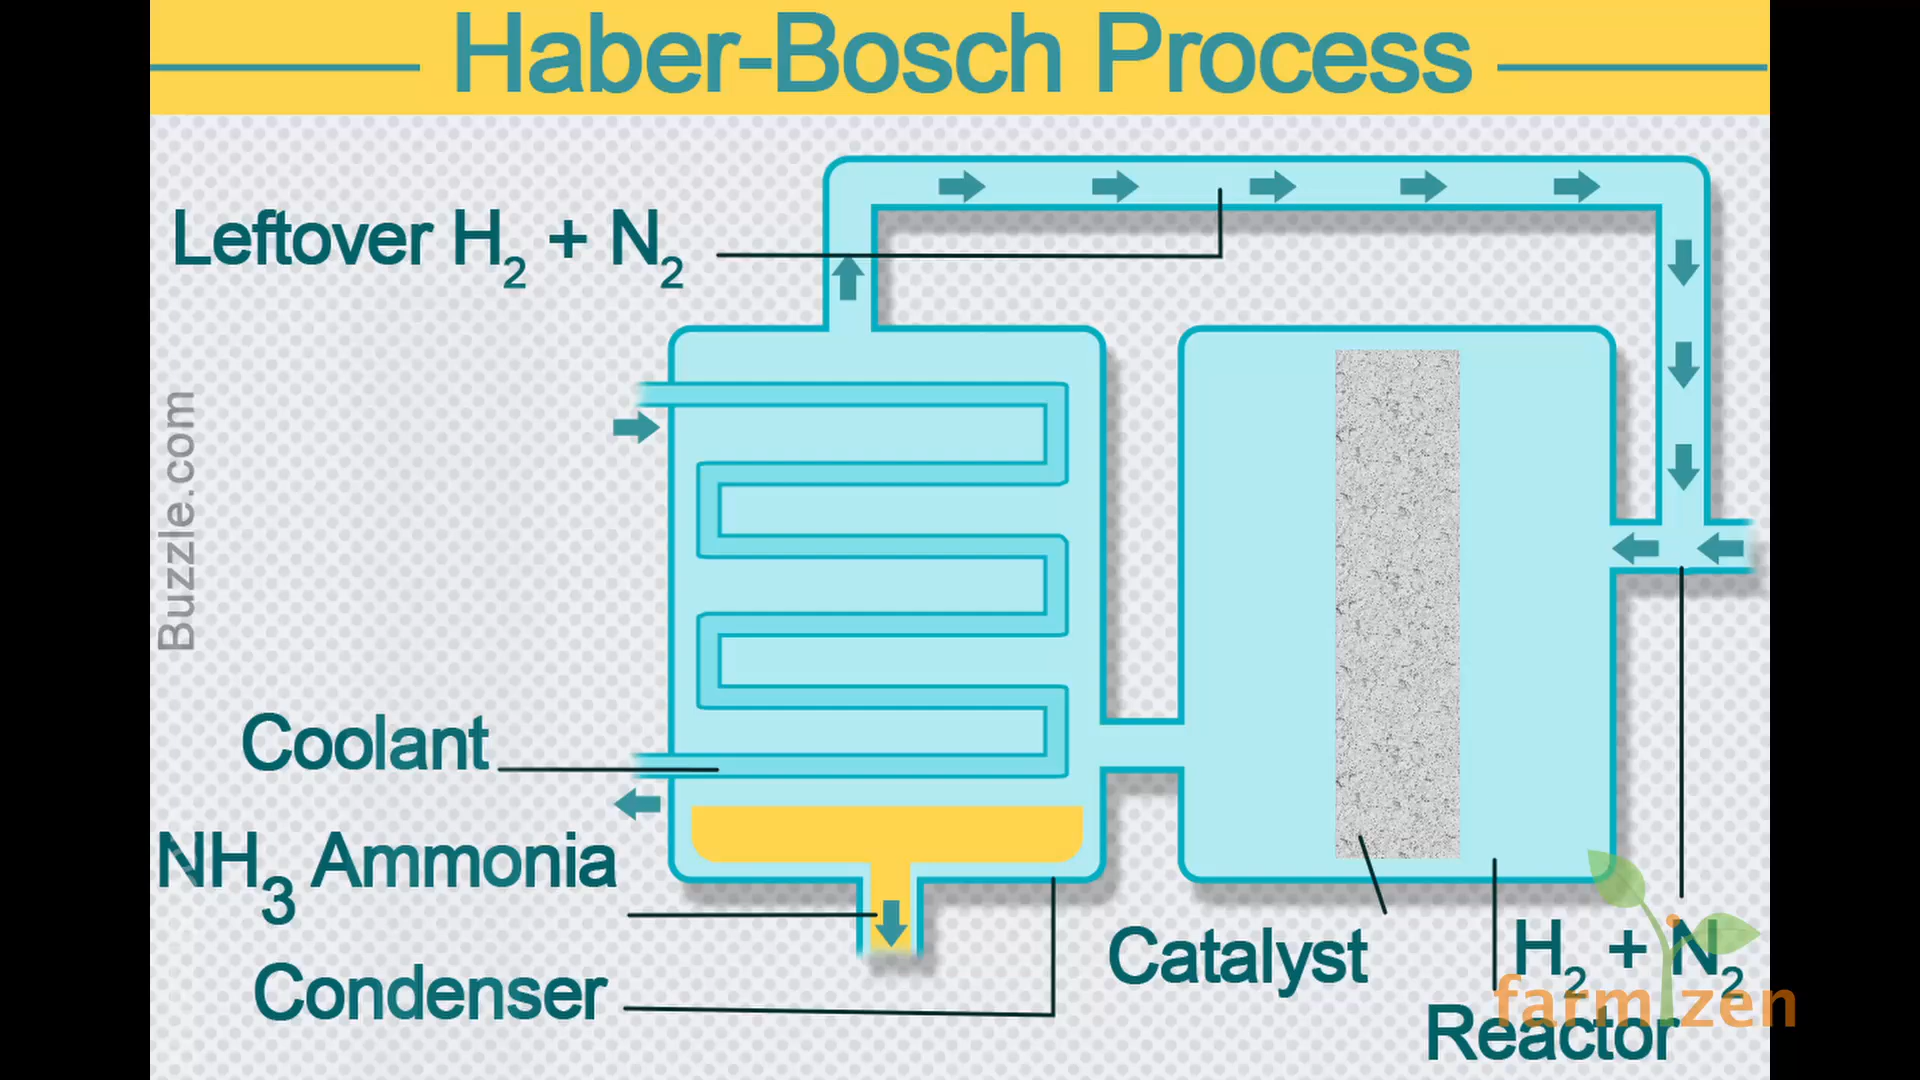 Haber-Bosch Process
Leftover H₂ + N₂
Buzzle.com
Coolant
NH₃ Ammonia
Condenser
Catalyst
H₂ + N₂
Reactor
farmizen